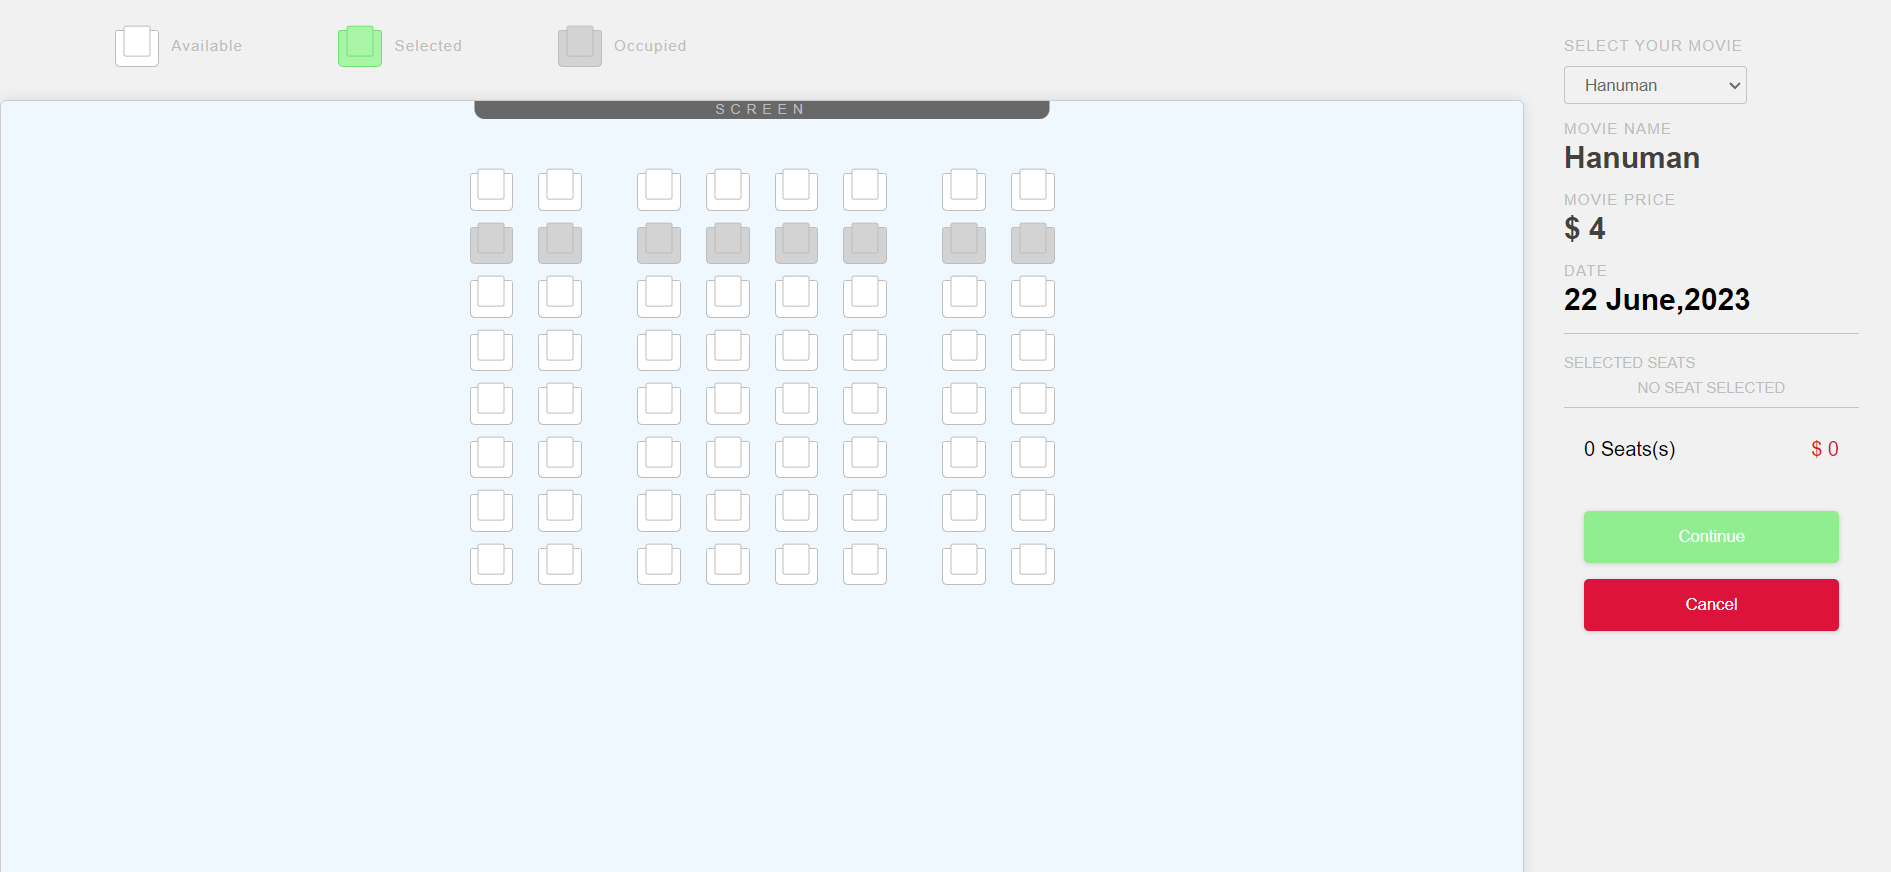 Available
Selected
Occupied
SCREEN
SELECT YOUR MOVIE
Hanuman
MOVIE NAME
Hanuman
MOVIE PRICE
$ 4
DATE
22 June,2023
SELECTED SEATS
NO SEAT SELECTED
0 Seats(s) $ 0
Continue
Cancel